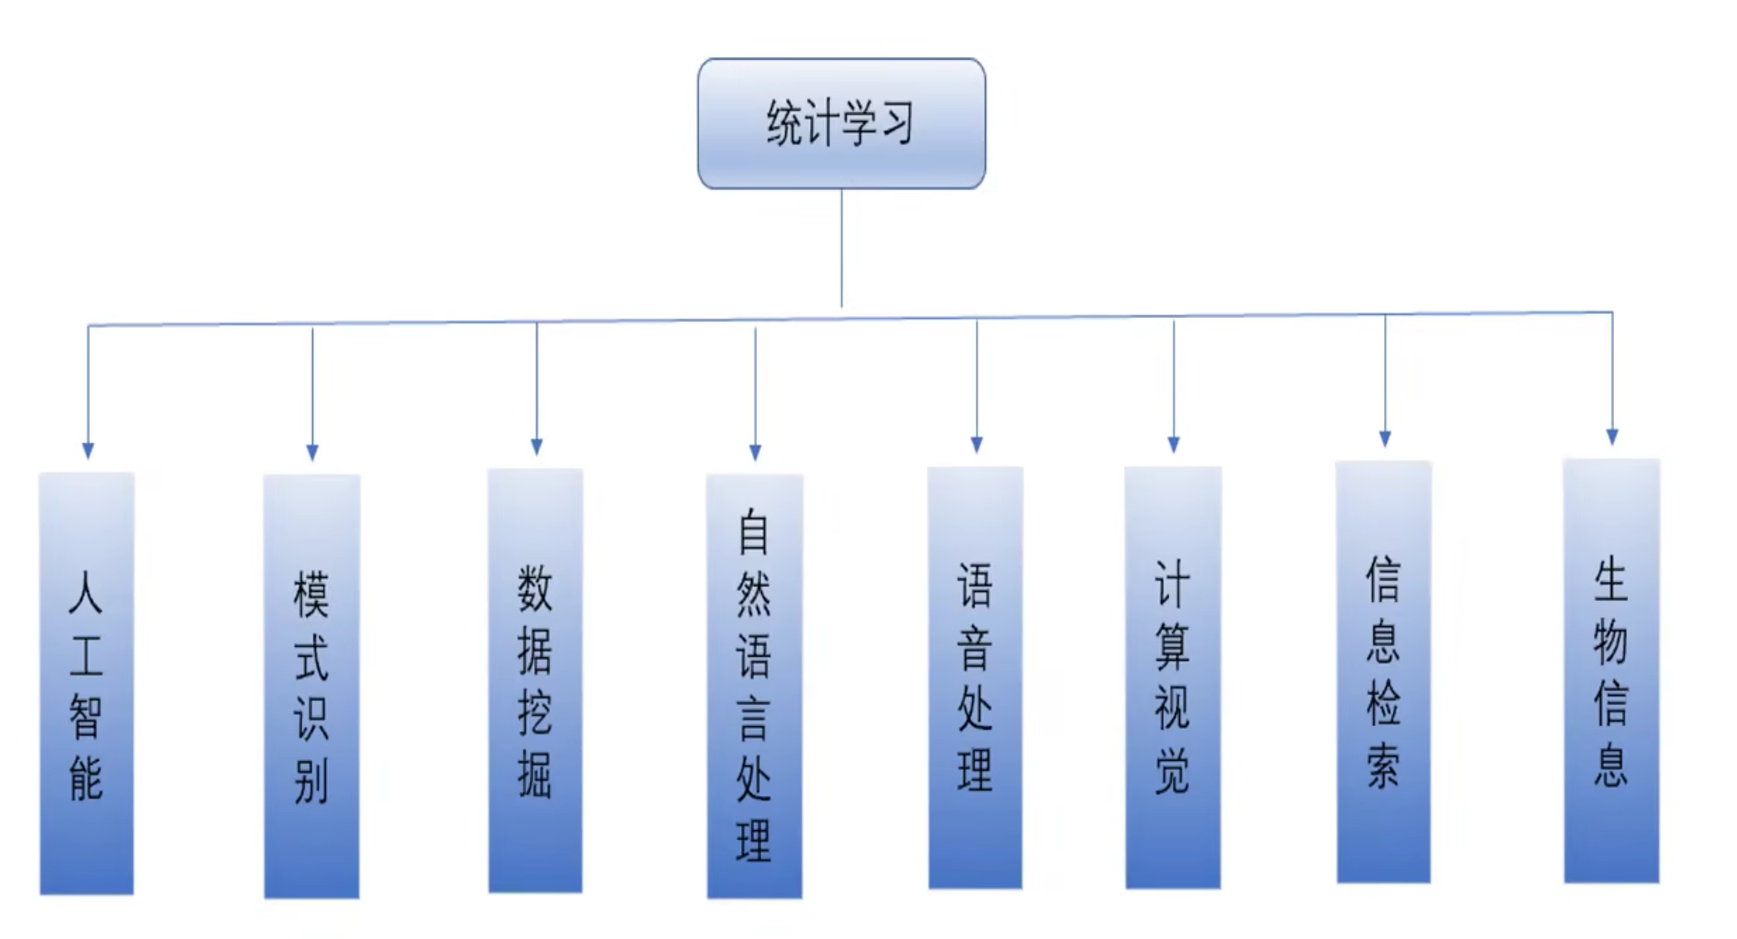 统计学习
人工智能
模式识别
数据挖掘
自然语言处理
语音处理
计算视觉
信息检索
生物信息